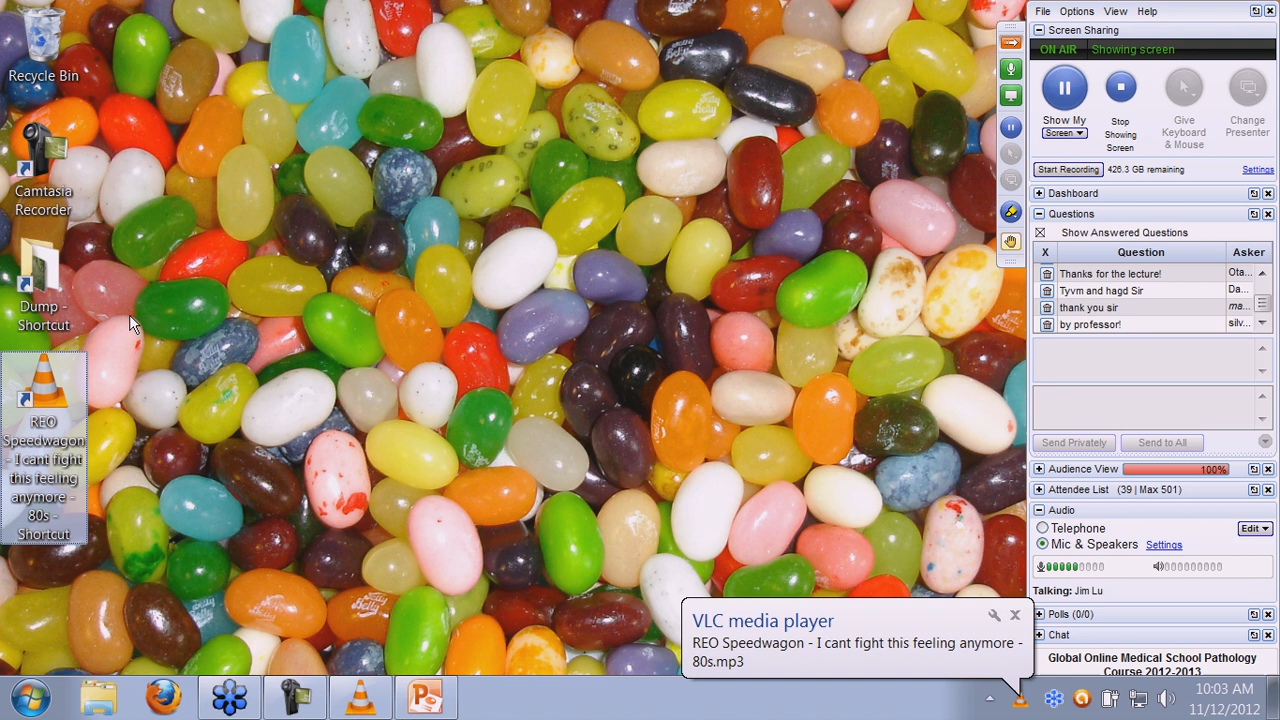 Recycle Bin
Camtasia
Recorder
Dump -
Shortcut
REO
Speedwagon
- I cant fight
this feeling
anymore -
80s -
Shortcut
File Options View Help
Screen Sharing
ON AIR Showing screen
Show My
Screen
Stop
Showing
Screen
Give
Keyboard
& Mouse
Change
Presenter
Start Recording 426.3 GB remaining Settings
Dashboard
Questions
Show Answered Questions
X Question Asker
Thanks for the lecture! Ota...
Tyvm and hagd Sir Da...
thank you sir ma...
by professor! silv...
Send Privately Send to All
Audience View 100%
Attendee List (39 | Max 501)
Audio
Telephone Edit
Mic & Speakers Settings
Talking: Jim Lu
Polls (0/0)
Chat
Global Online Medical School Pathology
Course 2012-2013
VLC media player
REO Speedwagon - I cant fight this feeling anymore -
80s.mp3
10:03 AM
11/12/2012